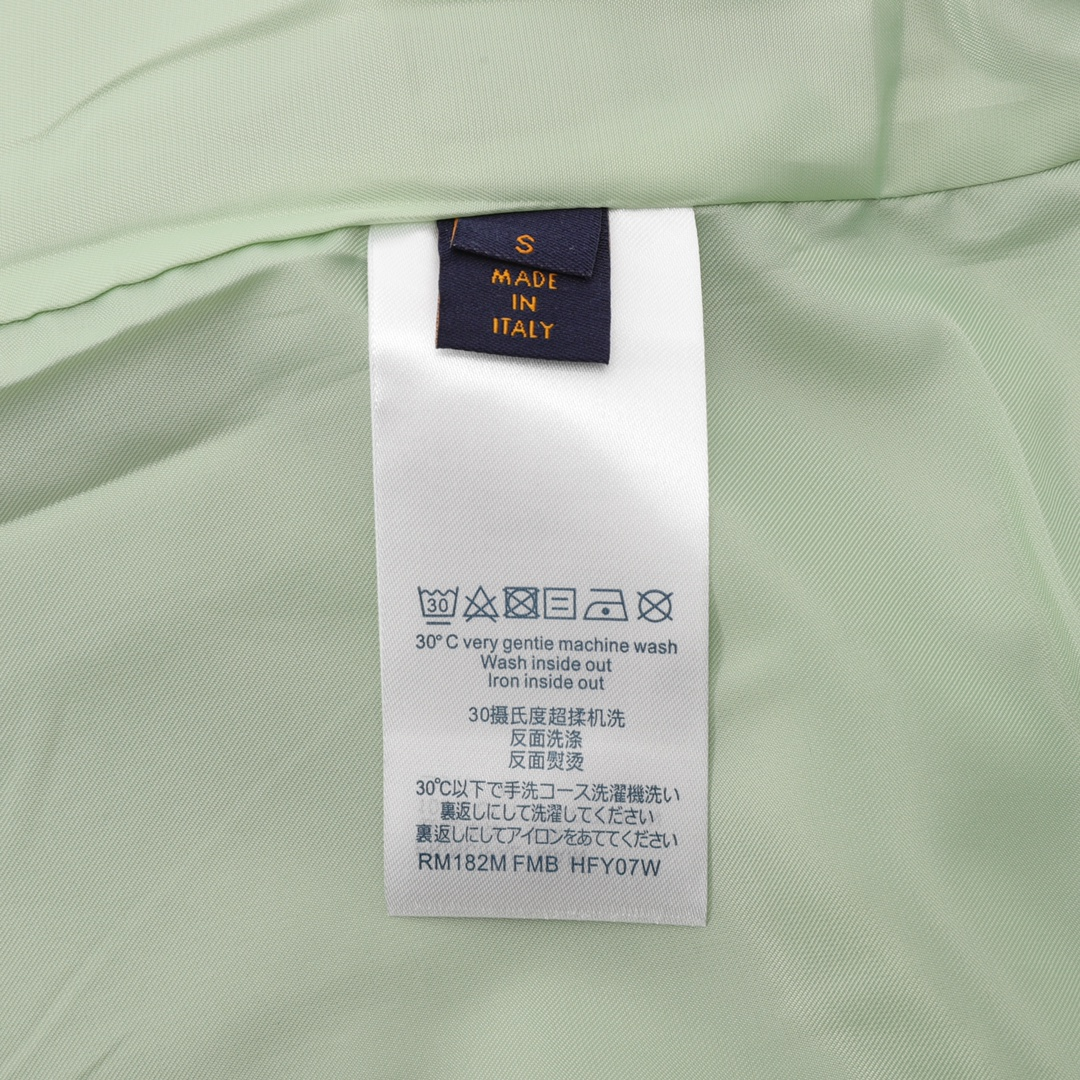 S
MADE
IN
ITALY
30
30°C very gentie machine wash
Wash inside out
Iron inside out
30摄氏度超揉机洗
反面洗涤
反面熨烫
30℃以下で手洗コース洗濯機洗い
裏返しにして洗濯してください
裏返しにしてアイロンをあててください
RM182M FMB HFY07W